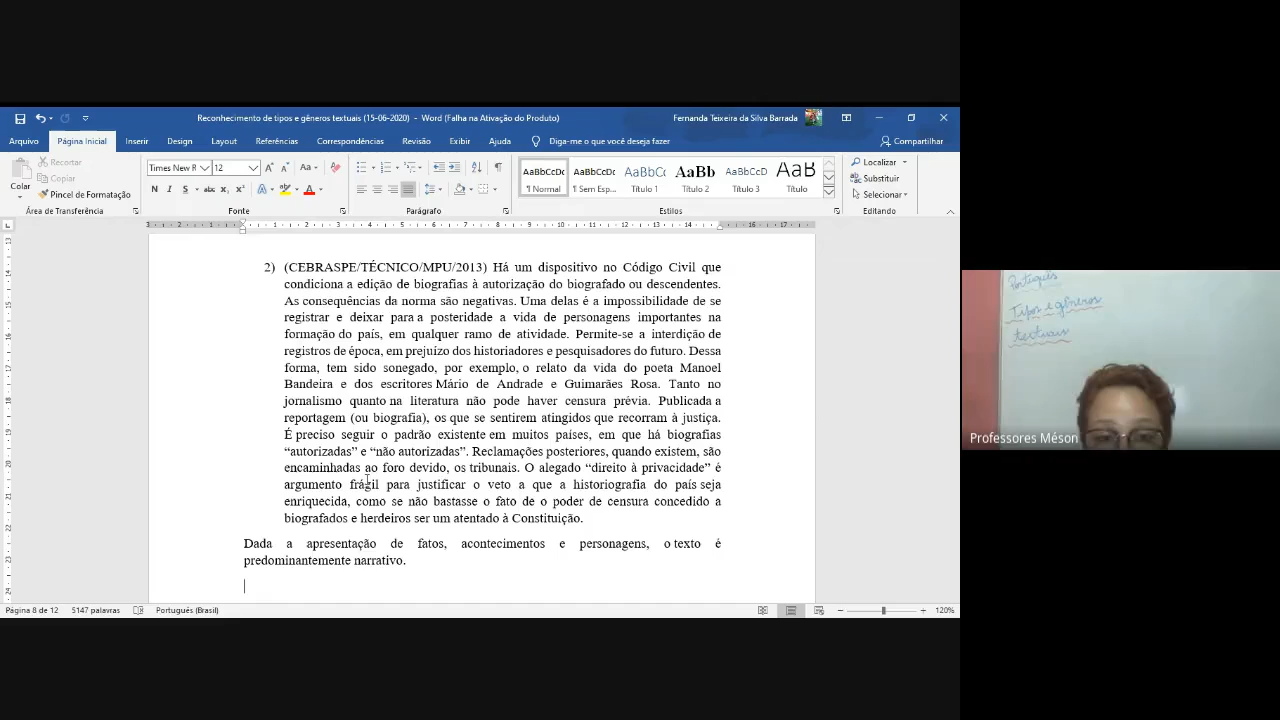 Reconhecimento de tipos e gêneros textuais (15-06-2020) - Word (Falha na Ativação do Produto)
Fernanda Teixeira da Silva Barrada
Arquivo Página Inicial Inserir Design Layout Referências Correspondências Revisão Exibir Ajuda Diga-me o que você deseja fazer Compartilhar
Colar
Recortar
Copiar
Pincel de Formatação
Área de Transferência
Times New R 12
N I S abc x₂ x²
Fonte
Parágrafo
AaBbCcDc AaBbCcDc AaBbCc AaBb AaBbCcD AaB
¶ Normal ¶ Sem Esp... Título 1 Título 2 Título 3 Título
Estilos
Localizar
Substituir
Selecionar
Editando
2) (CEBRASPE/TÉCNICO/MPU/2013) Há um dispositivo no Código Civil que
condiciona a edição de biografias à autorização do biografado ou descendentes.
As consequências da norma são negativas. Uma delas é a impossibilidade de se
registrar e deixar para a posteridade a vida de personagens importantes na
formação do país, em qualquer ramo de atividade. Permite-se a interdição de
registros de época, em prejuízo dos historiadores e pesquisadores do futuro. Dessa
forma, tem sido sonegado, por exemplo, o relato da vida do poeta Manoel
Bandeira e dos escritores Mário de Andrade e Guimarães Rosa. Tanto no
jornalismo quanto na literatura não pode haver censura prévia. Publicada a
reportagem (ou biografia), os que se sentirem atingidos que recorram à justiça.
É preciso seguir o padrão existente em muitos países, em que há biografias
“autorizadas” e “não autorizadas”. Reclamações posteriores, quando existem, são
encaminhadas ao foro devido, os tribunais. O alegado “direito à privacidade” é
argumento frágil para justificar o veto a que a historiografia do país seja
enriquecida, como se não bastasse o fato de o poder de censura concedido a
biografados e herdeiros ser um atentado à Constituição.
Dada a apresentação de fatos, acontecimentos e personagens, o texto é
predominantemente narrativo.
Página 8 de 12 5147 palavras Português (Brasil) 120%
Português
Tipos e gêneros
textuais
Professores Méson